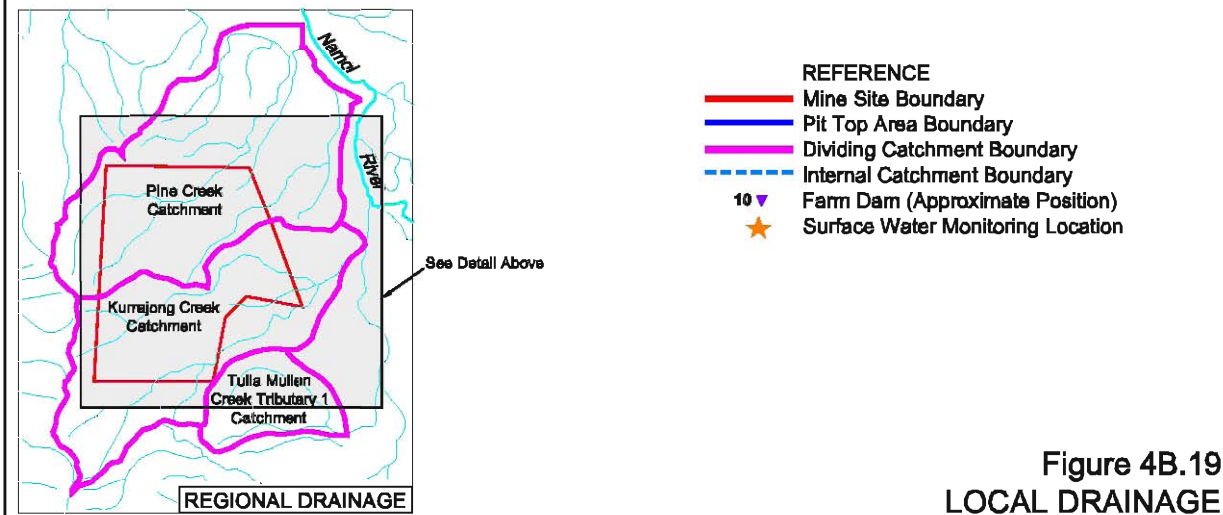 Namoi
River
Pine Creek
Catchment
See Detail Above
Kurrajong Creek
Catchment
Tulla Mullen
Creek Tributary 1
Catchment
REGIONAL DRAINAGE
REFERENCE
Mine Site Boundary
Pit Top Area Boundary
Dividing Catchment Boundary
Internal Catchment Boundary
10 Farm Dam (Approximate Position)
Surface Water Monitoring Location
Figure 4B.19
LOCAL DRAINAGE